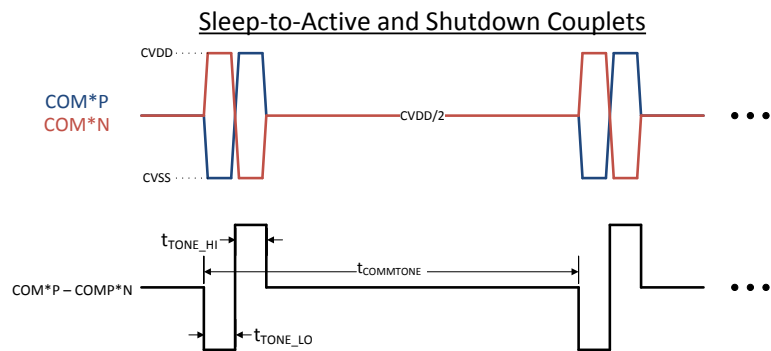 Sleep-to-Active and Shutdown Couplets
CVDD
COM*P
COM*N
CVDD/2
CVSS
tTONE_HI
tCOMMTONE
COM*P – COMP*N
tTONE_LO